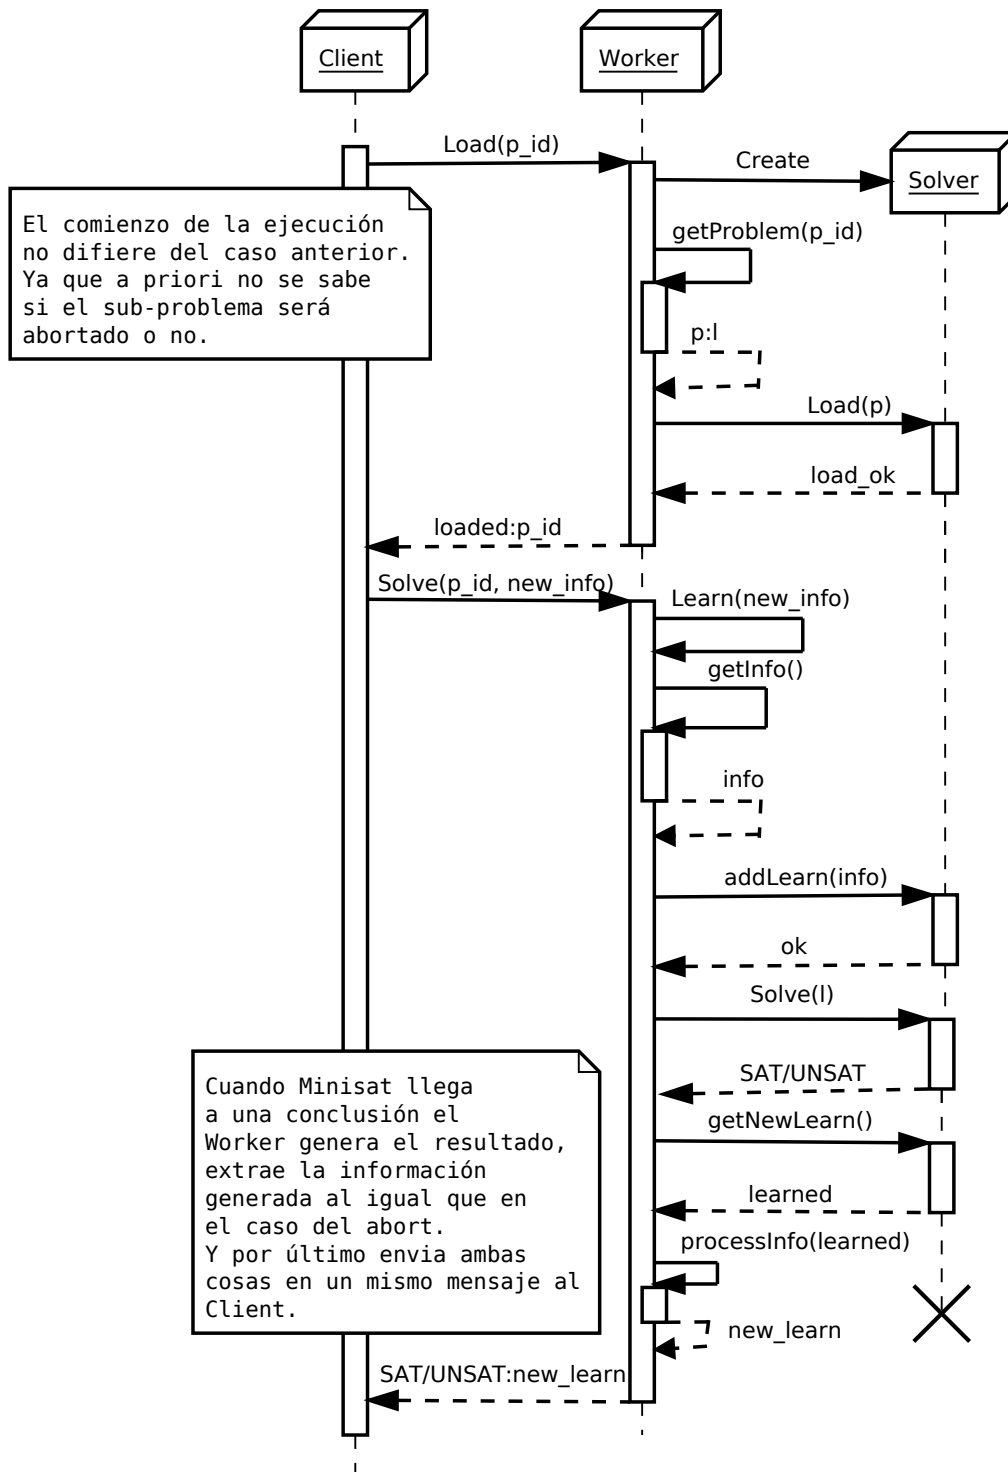 Client
Worker
Solver
Load(p_id)
Create
El comienzo de la ejecución
no difiere del caso anterior.
Ya que a priori no se sabe
si el sub-problema será
abortado o no.
getProblem(p_id)
p:l
Load(p)
load_ok
loaded:p_id
Solve(p_id, new_info)
Learn(new_info)
getInfo()
info
addLearn(info)
ok
Solve(l)
SAT/UNSAT
Cuando Minisat llega
a una conclusión el
Worker genera el resultado,
extrae la información
generada al igual que en
el caso del abort.
Y por último envia ambas
cosas en un mismo mensaje al
Client.
getNewLearn()
learned
processInfo(learned)
new_learn
SAT/UNSAT:new_learn